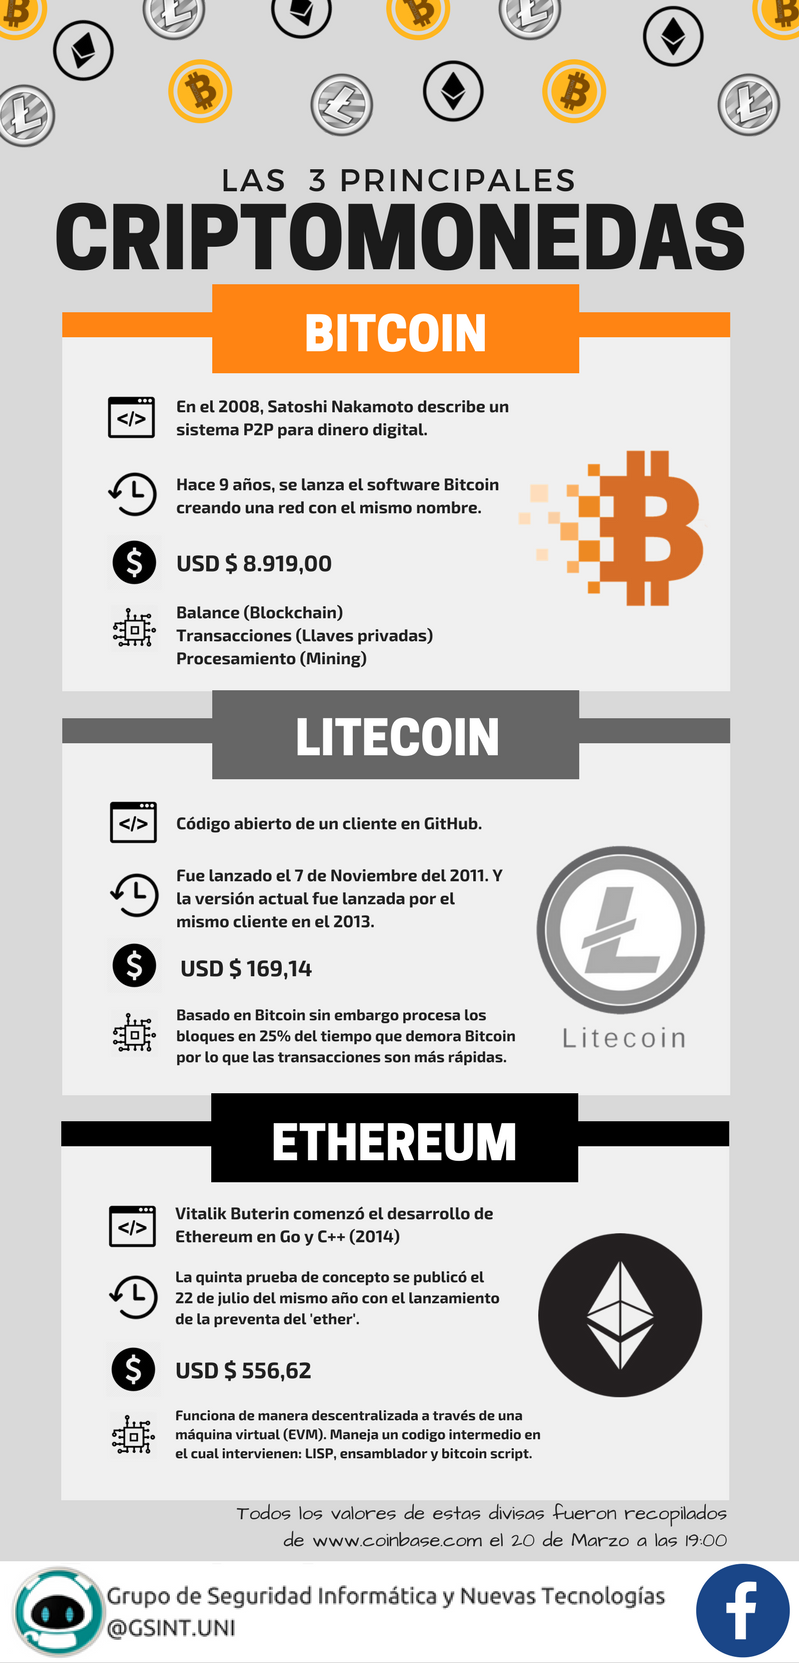 LAS 3 PRINCIPALES
CRIPTOMONEDAS
BITCOIN
</>
En el 2008, Satoshi Nakamoto describe un
sistema P2P para dinero digital.
Hace 9 años, se lanza el software Bitcoin
creando una red con el mismo nombre.
$
USD $ 8.919,00
Balance (Blockchain)
Transacciones (Llaves privadas)
Procesamiento (Mining)
LITECOIN
</>
Código abierto de un cliente en GitHub.
Fue lanzado el 7 de Noviembre del 2011. Y
la versión actual fue lanzada por el
mismo cliente en el 2013.
$
USD $ 169,14
Basado en Bitcoin sin embargo procesa los
bloques en 25% del tiempo que demora Bitcoin
por lo que las transacciones son más rápidas.
Litecoin
ETHEREUM
</>
Vitalik Buterin comenzó el desarrollo de
Ethereum en Go y C++ (2014)
La quinta prueba de concepto se publicó el
22 de julio del mismo año con el lanzamiento
de la preventa del 'ether'.
$
USD $ 556,62
Funciona de manera descentralizada a través de una
máquina virtual (EVM). Maneja un codigo intermedio en
el cual intervienen: LISP, ensamblador y bitcoin script.
Todos los valores de estas divisas fueron recopilados
de www.coinbase.com el 20 de Marzo a las 19:00
Grupo de Seguridad Informática y Nuevas Tecnologías
@GSINT.UNI
f